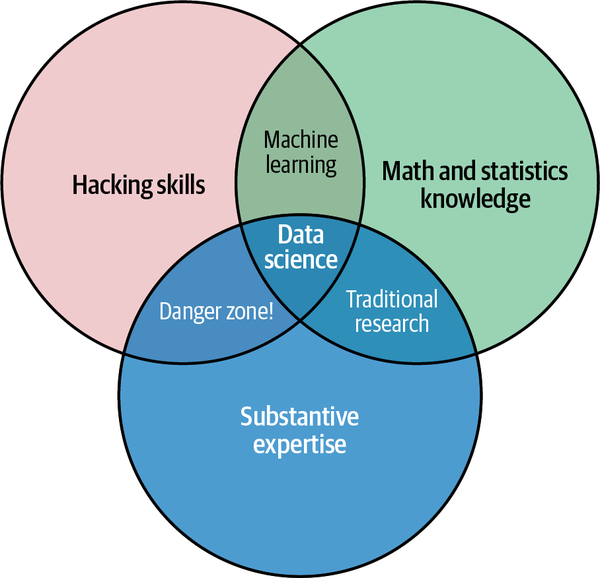 Machine
learning
Hacking skills
Math and statistics
knowledge
Data
science
Danger zone!
Traditional
research
Substantive
expertise